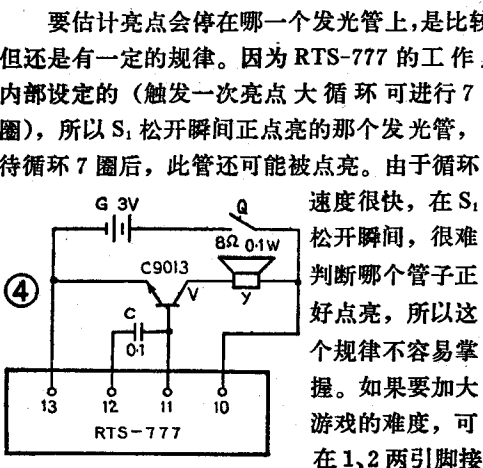 要估计亮点会停在哪一个发光管上，是比较
但还是有一定的规律。因为RTS-777的工作
内部设定的（触发一次亮点大循环可进行7
圈），所以S₁松开瞬间正点亮的那个发光管，
待循环7圈后，此管还可能被点亮。由于循环
速度很快，在S₁
松开瞬间，很难
判断哪个管子正
好点亮，所以这
个规律不容易掌
握。如果要加大
游戏的难度，可
在1、2两引脚接
G 3V
Q
8Ω 0.1W
C9013
V
Y
④
C
0.1
13 12 11 10
RTS-777